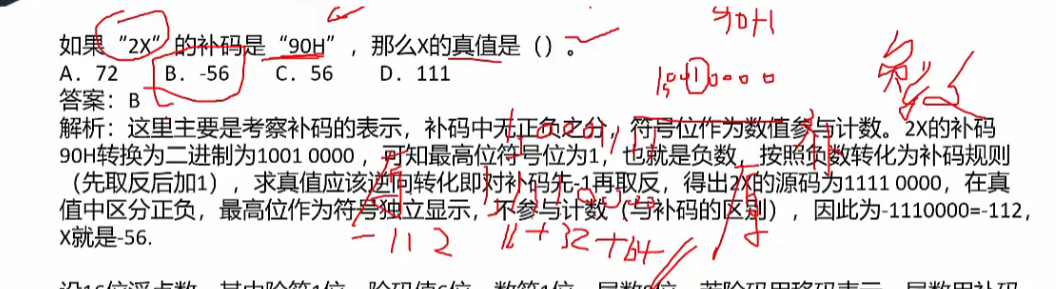 90H
如果“2X”的补码是“90H”，那么X的真值是（）。
A．72 B．-56 C．56 D．111
1001 0000
负数
答案：B
解析：这里主要是考察补码的表示，补码中无正负之分，符号位作为数值参与计数。2X的补码
90H转换为二进制为1001 0000，可知最高位符号位为1，也就是负数，按照负数转化为补码规则
（先取反后加1），求真值应该逆向转化即对补码先-1再取反，得出2X的源码为1111 0000，在真
值中区分正负，最高位作为符号独立显示，不参与计数（与补码的区别），因此为-1110000=-112，
X就是-56.
-112 16+32+64
原